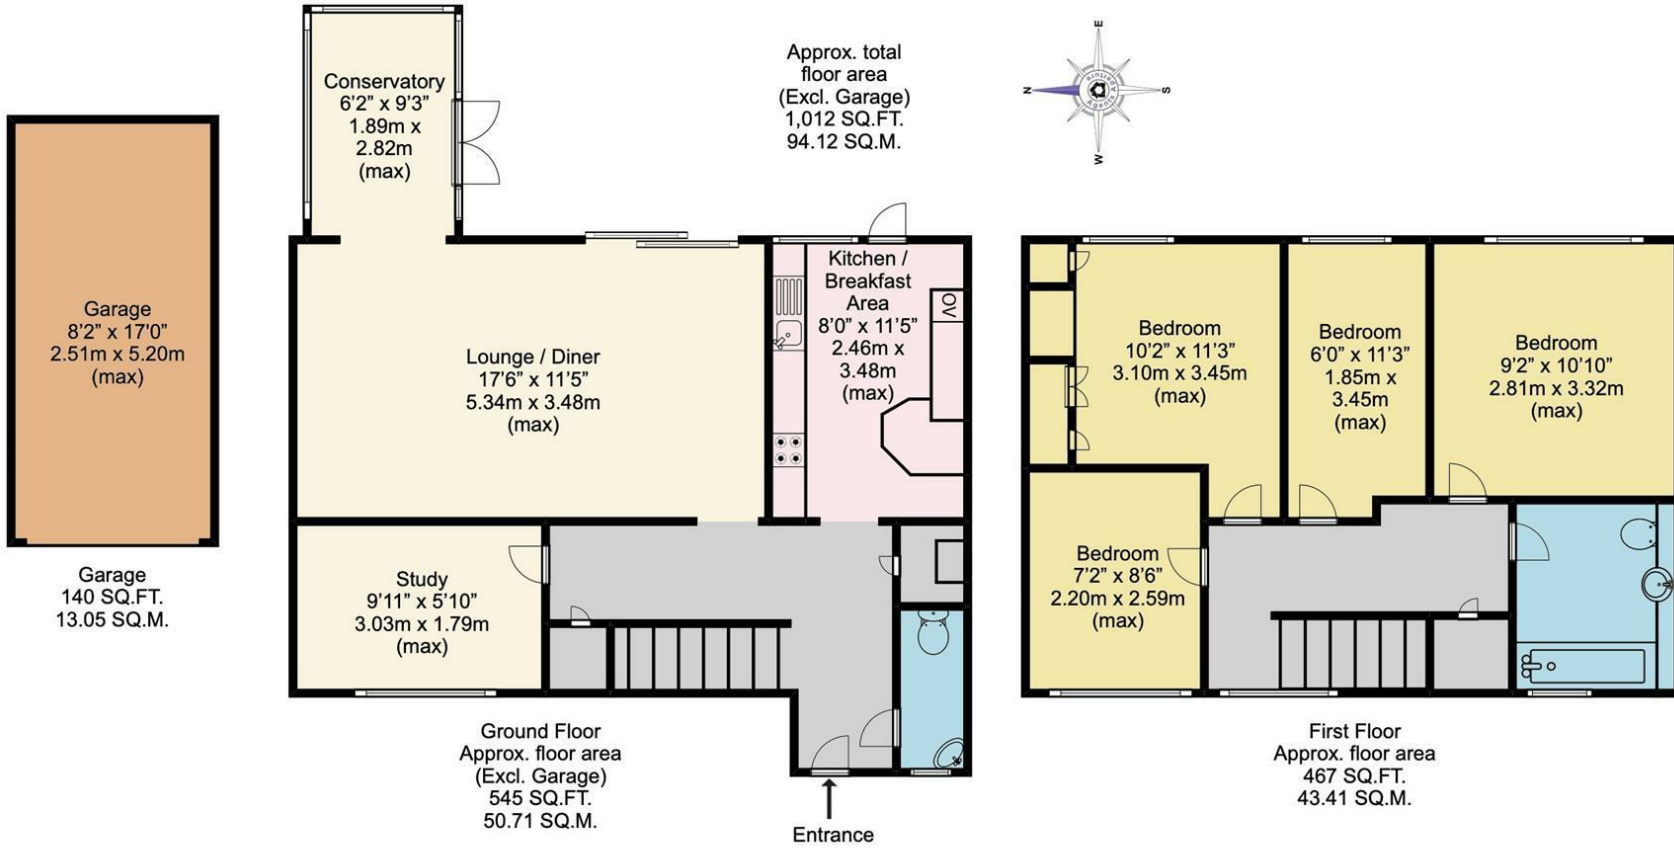 Garage
8'2” x 17'0”
2.51m x 5.20m
(max)
Garage
140 SQ.FT.
13.05 SQ.M.
Conservatory
6'2” x 9'3”
1.89m x
2.82m
(max)
Approx. total
floor area
(Excl. Garage)
1,012 SQ.FT.
94.12 SQ.M.
E
N
S
W
Aperture
Agents
Lounge / Diner
17'6” x 11'5”
5.34m x 3.48m
(max)
Kitchen /
Breakfast
Area
8'0” x 11'5”
2.46m x
3.48m
(max)
OV
Study
9'11” x 5'10”
3.03m x 1.79m
(max)
Ground Floor
Approx. floor area
(Excl. Garage)
545 SQ.FT.
50.71 SQ.M.
Entrance
Bedroom
10'2” x 11'3”
3.10m x 3.45m
(max)
Bedroom
6'0” x 11'3”
1.85m x
3.45m
(max)
Bedroom
9'2” x 10'10”
2.81m x 3.32m
(max)
Bedroom
7'2” x 8'6”
2.20m x 2.59m
(max)
First Floor
Approx. floor area
467 SQ.FT.
43.41 SQ.M.